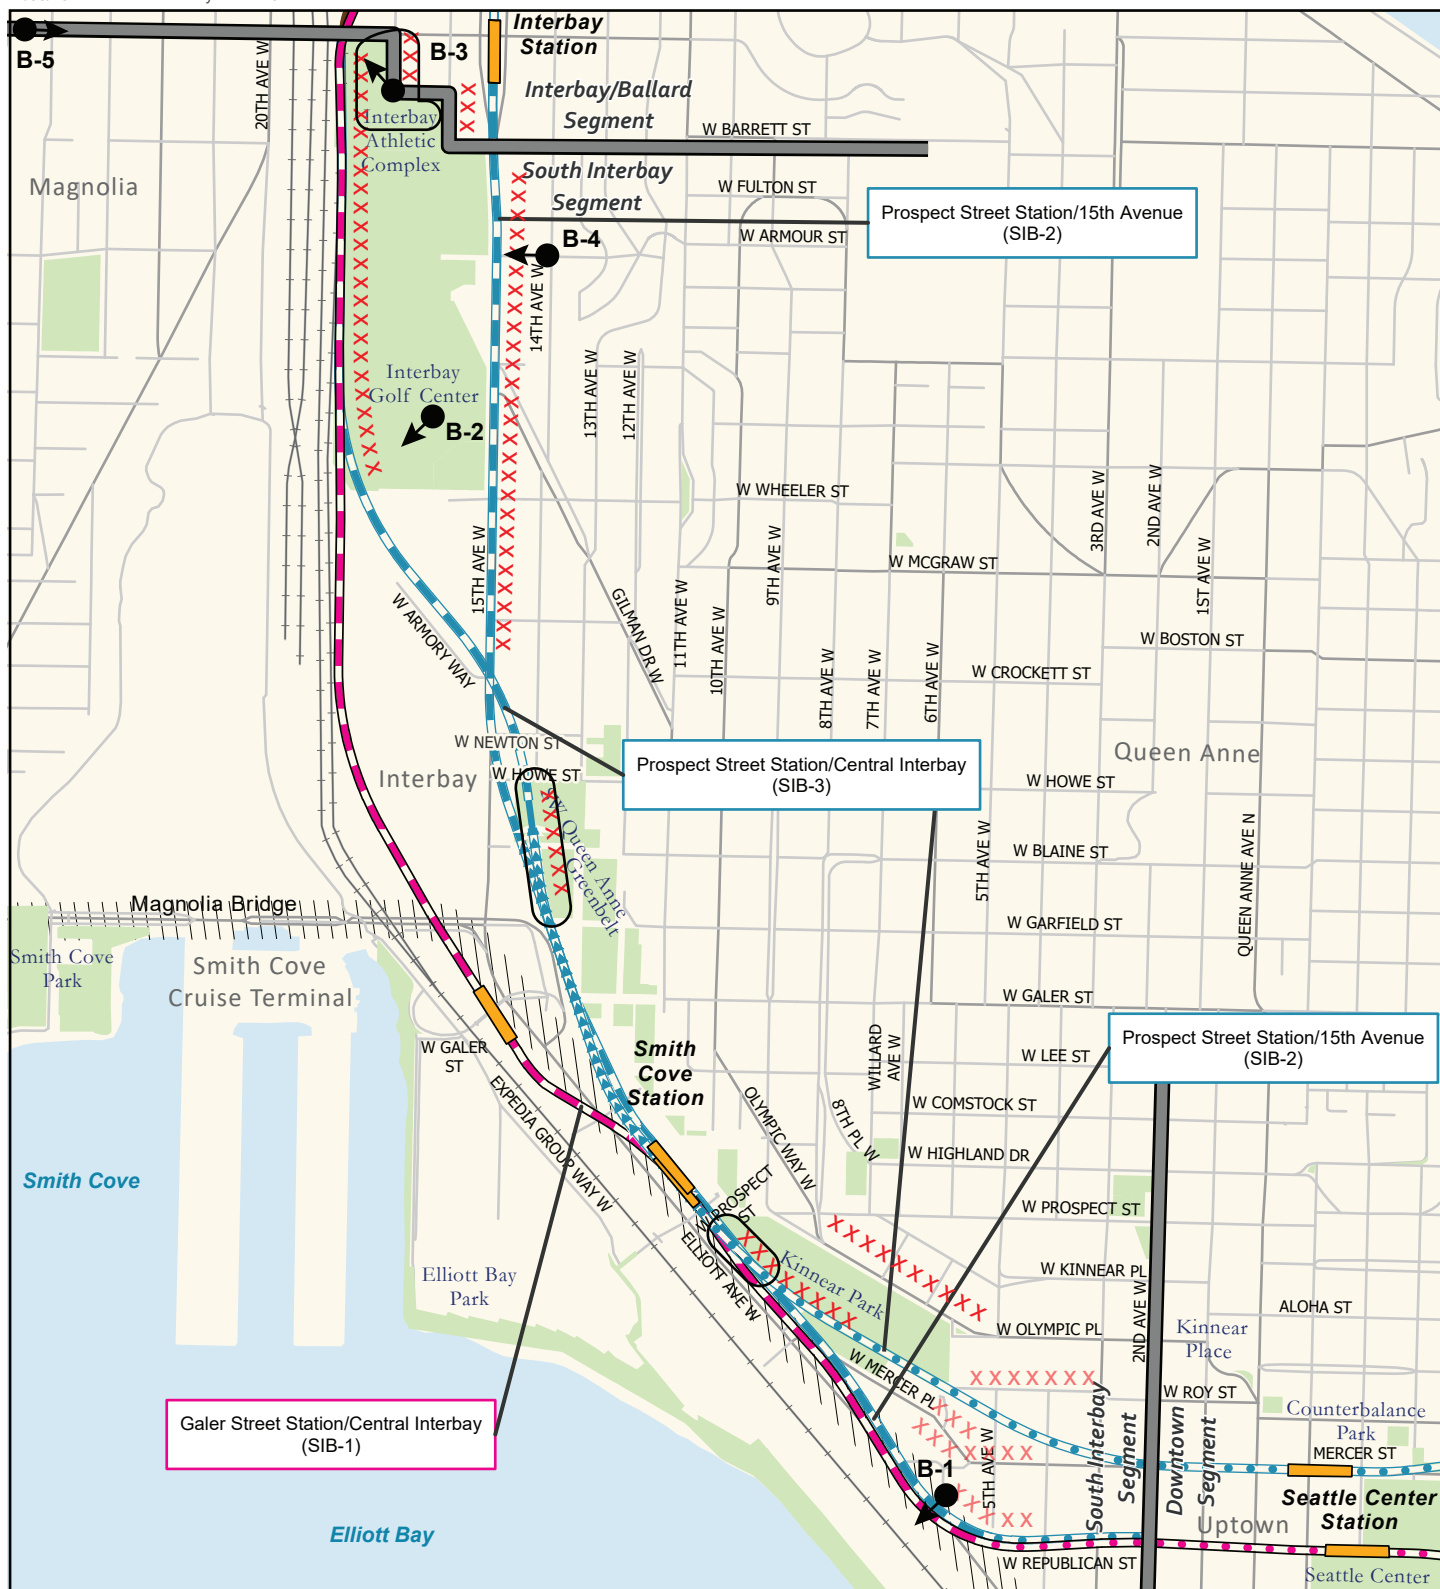 Interbay
Station
B-5
B-3
20TH AVE W
Interbay/Ballard
Segment
Interbay
Athletic
Complex
W BARRETT ST
Magnolia
South Interbay
Segment
W FULTON ST
Prospect Street Station/15th Avenue
(SIB-2)
W ARMOUR ST
B-4
14TH AVE W
Interbay
Golf Center
13TH AVE W
12TH AVE W
B-2
W WHEELER ST
3RD AVE W
2ND AVE W
15TH AVE W
9TH AVE W
W MCGRAW ST
1ST AVE W
W ARMORY WAY
GILMAN DR W
11TH AVE W
10TH AVE W
W BOSTON ST
8TH AVE W
7TH AVE W
6TH AVE W
W CROCKETT ST
W NEWTON ST
Queen Anne
Interbay
W HOWE ST
Prospect Street Station/Central Interbay
(SIB-3)
W HOWE ST
SW Queen Anne
Greenbelt
5TH AVE W
W BLAINE ST
QUEEN ANNE AVE N
Magnolia Bridge
W GARFIELD ST
Smith Cove
Park
Smith Cove
Cruise Terminal
W GALER ST
W GALER
ST
Smith
Cove
Station
WILLARD
AVE W
W LEE ST
Prospect Street Station/15th Avenue
(SIB-2)
EXPEDIA GROUP WAY W
OLYMPIC WAY W
8TH PL W
W COMSTOCK ST
W HIGHLAND DR
Smith Cove
W PROSPECT
ST
W PROSPECT ST
ELLIOTT AVE W
Kinnear Park
Elliott Bay
Park
W KINNEAR PL
2ND AVE W
ALOHA ST
W OLYMPIC PL
Kinnear
Place
W MERCER PL
W ROY ST
Galer Street Station/Central Interbay
(SIB-1)
Counterbalance
Park
South Interbay
Segment
Downtown
Segment
MERCER ST
B-1
5TH AVE W
Seattle Center
Station
Elliott Bay
Uptown
W REPUBLICAN ST
Seattle Center